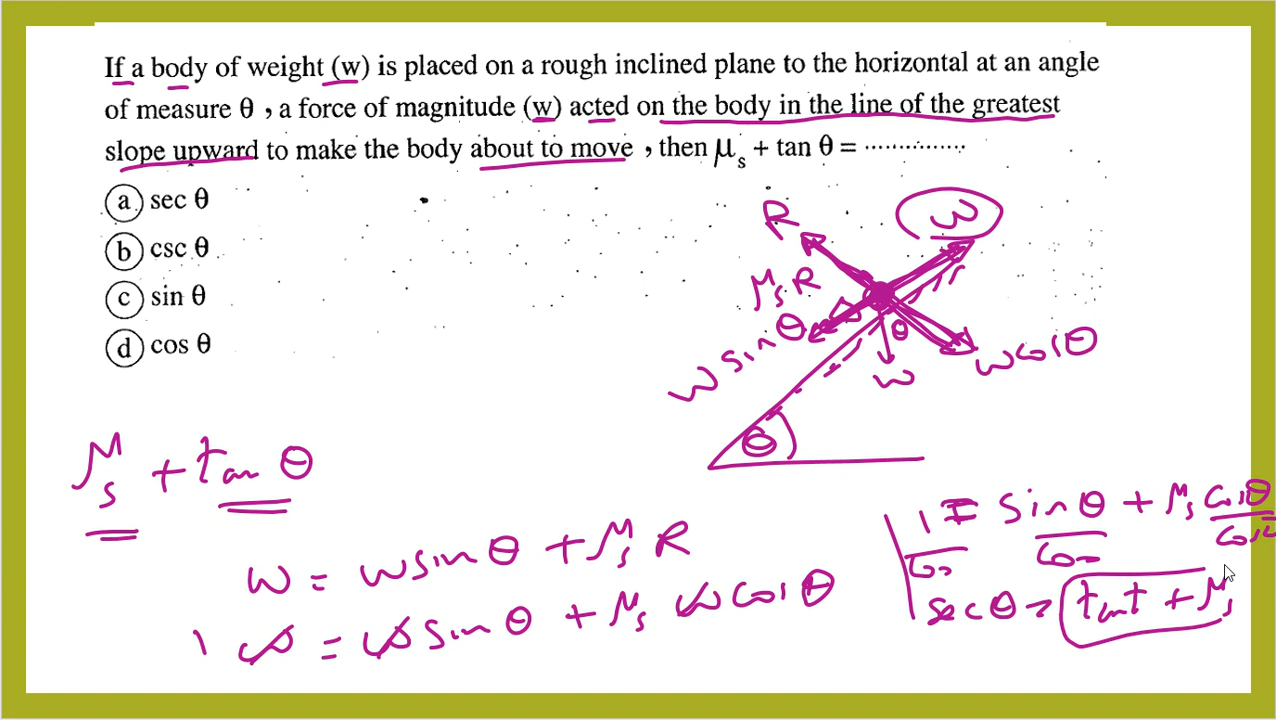 If a body of weight (w) is placed on a rough inclined plane to the horizontal at an angle
of measure θ , a force of magnitude (w) acted on the body in the line of the greatest
slope upward to make the body about to move , then μs + tan θ = ...............
a sec θ
b csc θ
c sin θ
d cos θ
R
w
μs R
θ
w sin θ
w
w cos θ
θ
μs + tan θ
w = w sin θ + μs R
1 w = w sin θ + μs w cos θ
1 = sin θ + μs cos θ
cos cos cos
sec θ = tan + μs